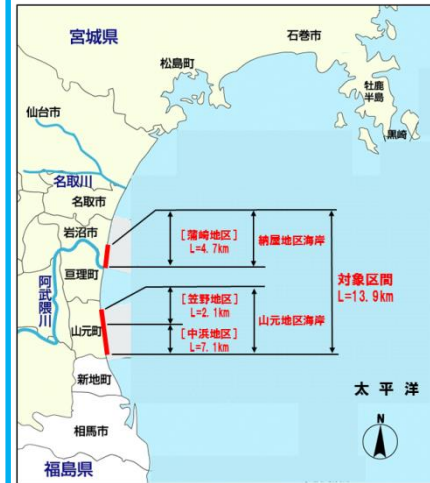 宮城県
石巻市
松島町
牡鹿
半島
黒崎
仙台市
名取川
名取市
岩沼市
[蒲崎地区]
L=4.7km
納屋地区海岸
亘理町
阿武隈川
対象区間
L=13.9km
[笠野地区]
L=2.1km
山元地区海岸
山元町
[中浜地区]
L=7.1km
新地町
太平洋
相馬市
N
福島県